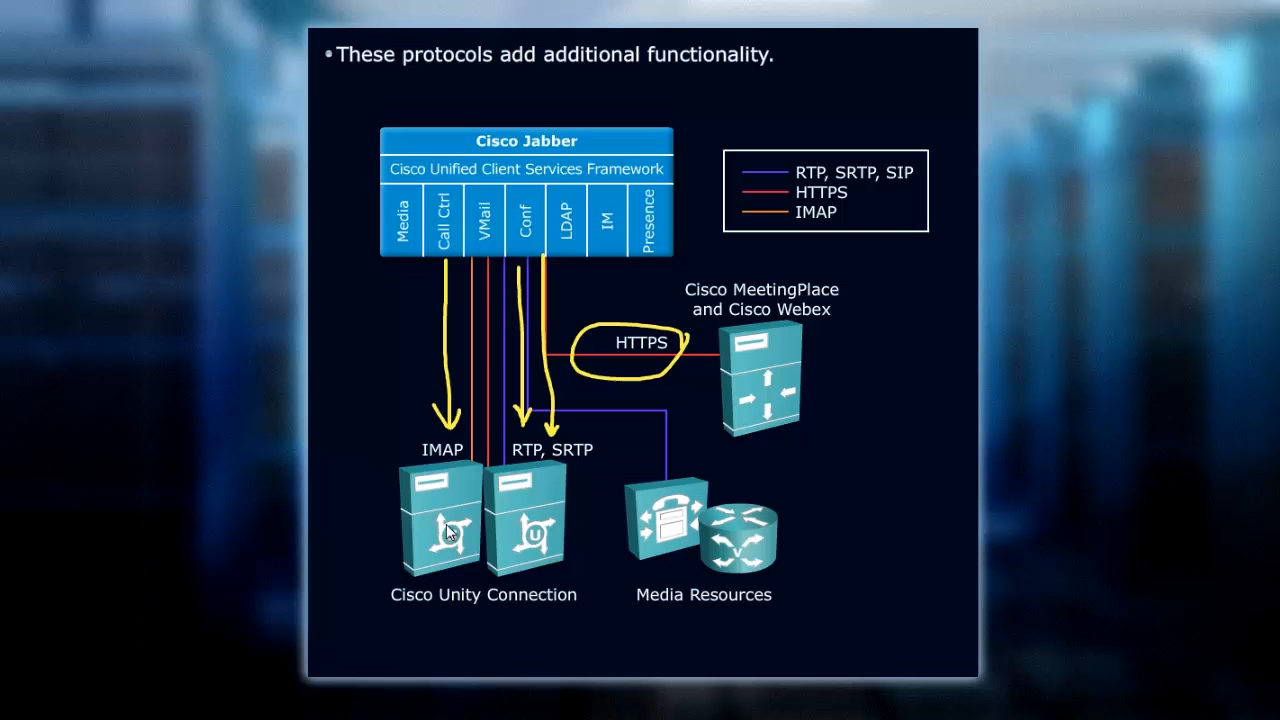 • These protocols add additional functionality.
Cisco Jabber
Cisco Unified Client Services Framework
Media
Call Ctrl
VMail
Conf
LDAP
IM
Presence
RTP, SRTP, SIP
HTTPS
IMAP
Cisco MeetingPlace
and Cisco Webex
HTTPS
IMAP
RTP, SRTP
U
V
Cisco Unity Connection
Media Resources